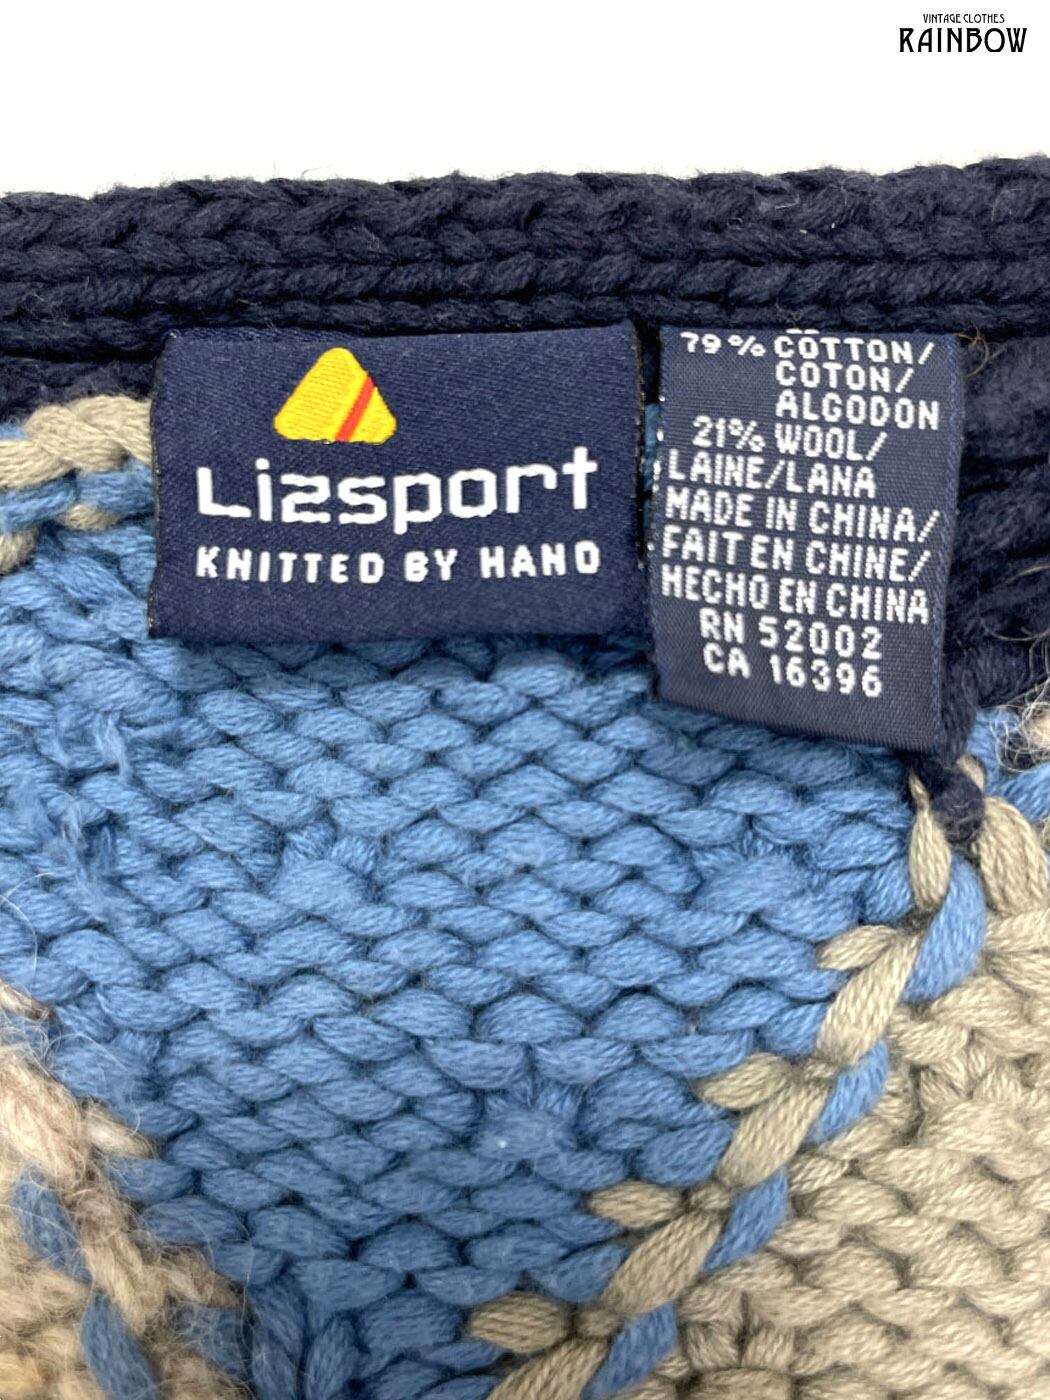 VINTAGE CLOTHES
RAINBOW
Lizsport
KNITTED BY HAND
79% COTTON/
COTON/
ALGODON
21% WOOL/
LAINE/LANA
MADE IN CHINA/
FAIT EN CHINE/
HECHO EN CHINA
RN 52002
CA 16396